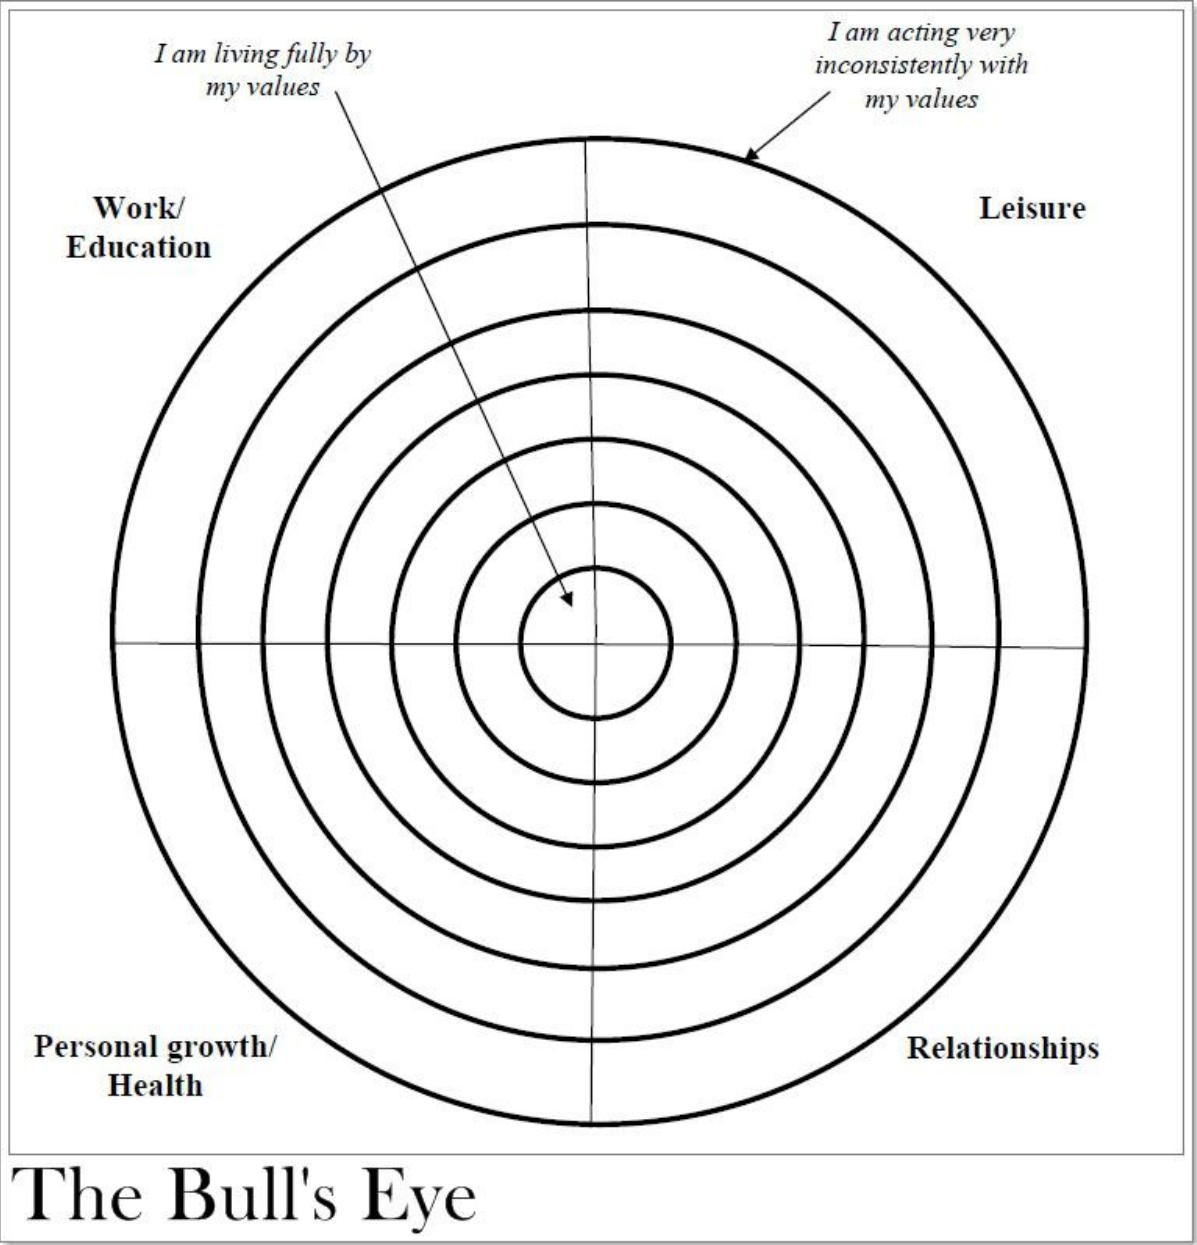 I am living fully by
my values
I am acting very
inconsistently with
my values
Work/
Education
Leisure
Personal growth/
Health
Relationships
The Bull's Eye